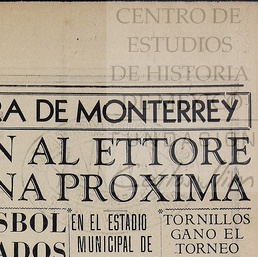 CENTRO DE
ESTUDIOS
DE HISTORIA
FUNDACIÓN
RA DE MONTERREY
N AL ETTORE
NA PROXIMA
SBOL
ADOS
EN EL ESTADIO
MUNICIPAL DE
TORNILLOS
GANO EL
TORNEO